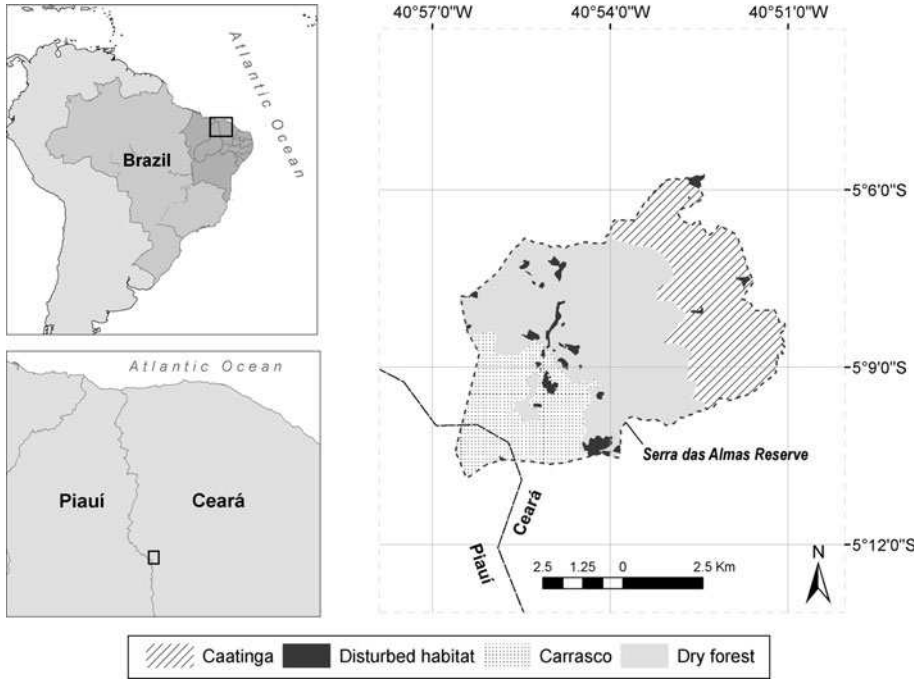 Atlantic Ocean
Brazil
Atlantic Ocean
Piauí
Ceará
40°57'0"W
40°54'0"W
40°51'0"W
5°6'0"S
5°9'0"S
5°12'0"S
Serra das Almas Reserve
Ceará
Piauí
2.5 1.25 0 2.5 Km
N
Caatinga
Disturbed habitat
Carrasco
Dry forest